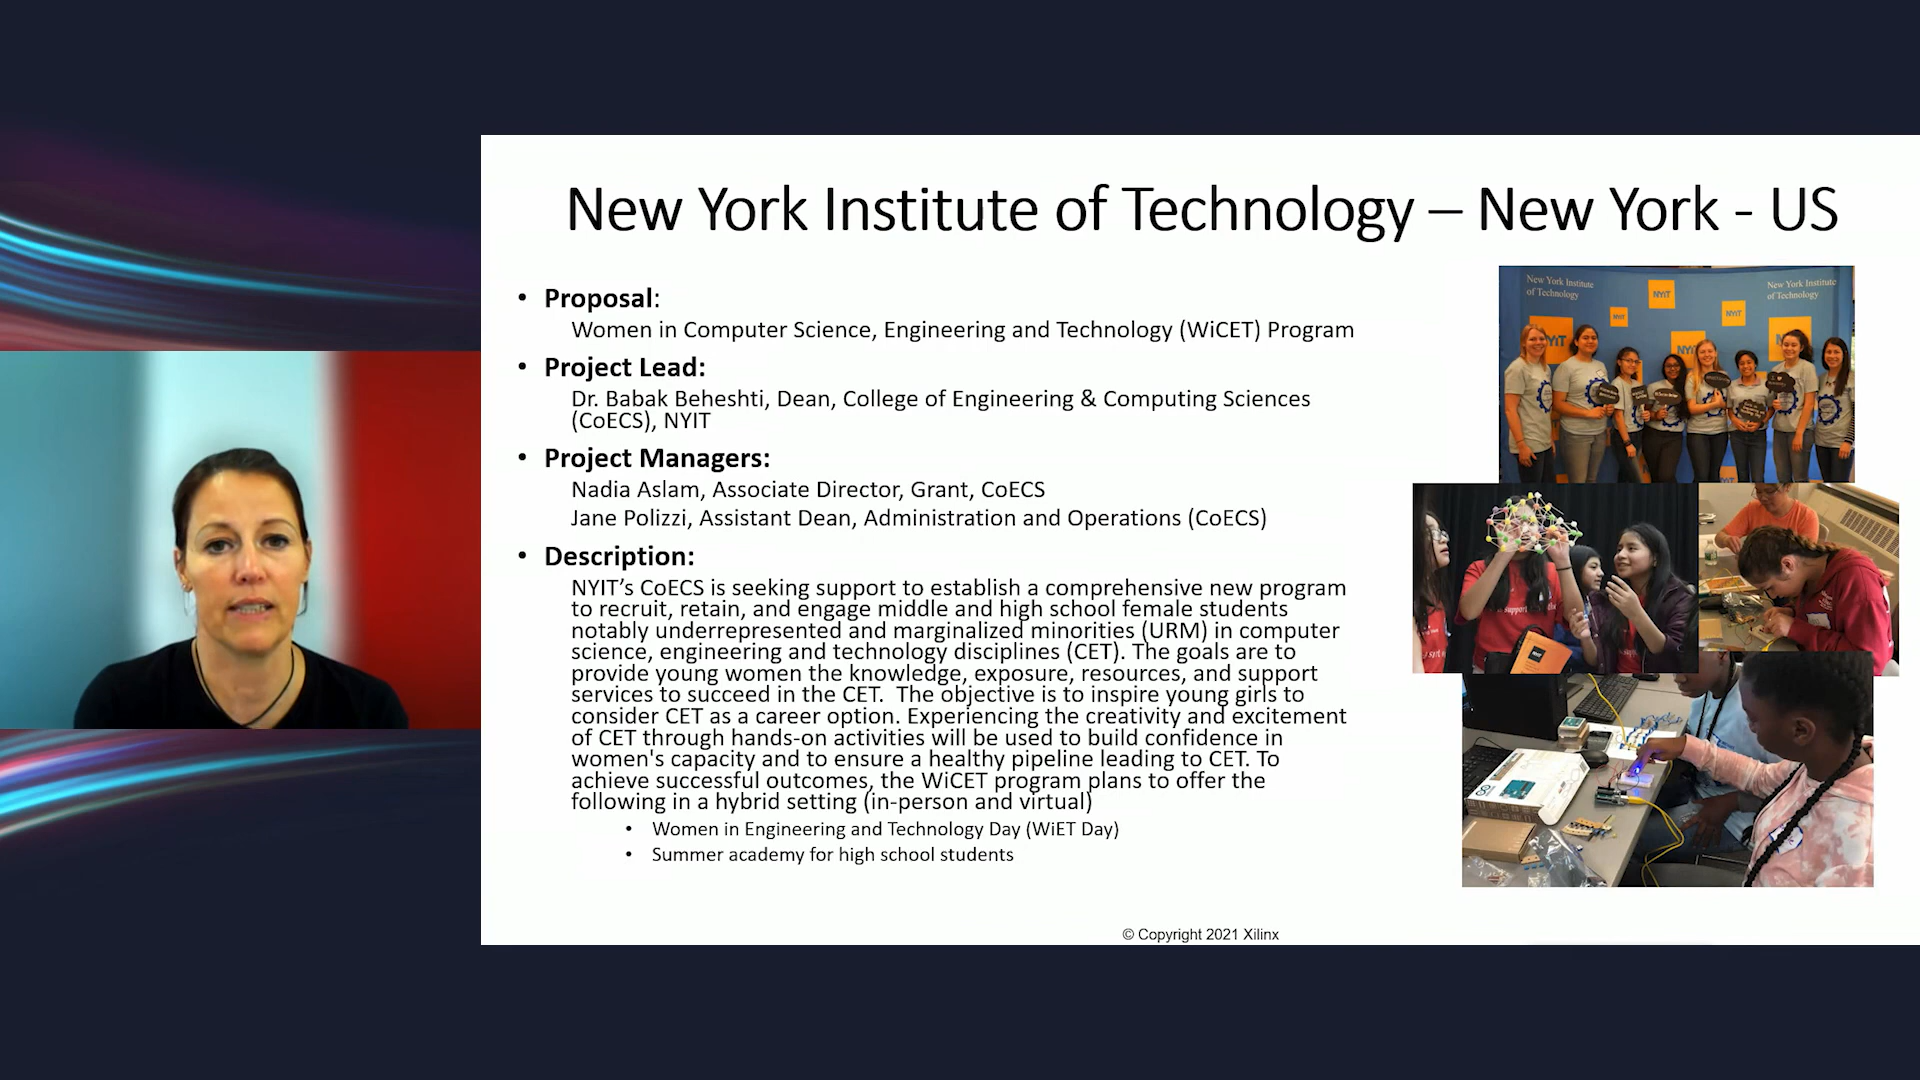 New York Institute of Technology – New York - US
• Proposal:
Women in Computer Science, Engineering and Technology (WiCET) Program
• Project Lead:
Dr. Babak Beheshti, Dean, College of Engineering & Computing Sciences
(CoECS), NYIT
• Project Managers:
Nadia Aslam, Associate Director, Grant, CoECS
Jane Polizzi, Assistant Dean, Administration and Operations (CoECS)
• Description:
NYIT’s CoECS is seeking support to establish a comprehensive new program
to recruit, retain, and engage middle and high school female students
notably underrepresented and marginalized minorities (URM) in computer
science, engineering and technology disciplines (CET). The goals are to
provide young women the knowledge, exposure, resources, and support
services to succeed in the CET.  The objective is to inspire young girls to
consider CET as a career option. Experiencing the creativity and excitement
of CET through hands-on activities will be used to build confidence in
women's capacity and to ensure a healthy pipeline leading to CET. To
achieve successful outcomes, the WiCET program plans to offer the
following in a hybrid setting (in-person and virtual)
• Women in Engineering and Technology Day (WiET Day)
• Summer academy for high school students
New York Institute
of Technology
New York Institute
of Technology
NYIT
NYIT
NYIT
NYIT
NYIT
© Copyright 2021 Xilinx